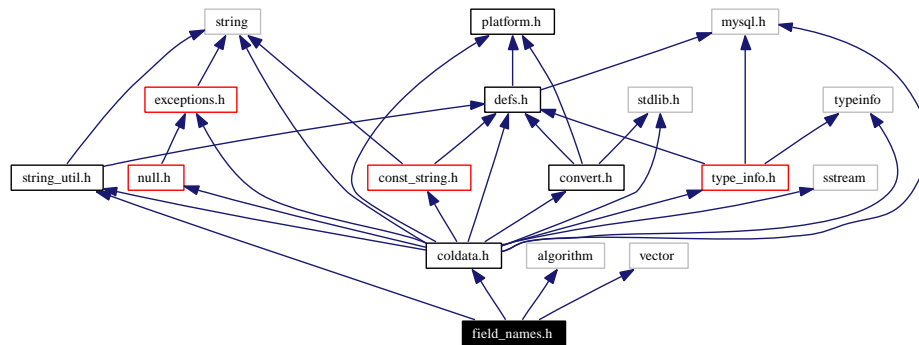 string
platform.h
mysql.h
exceptions.h
defs.h
stdlib.h
typeinfo
string_util.h
null.h
const_string.h
convert.h
type_info.h
sstream
coldata.h
algorithm
vector
field_names.h